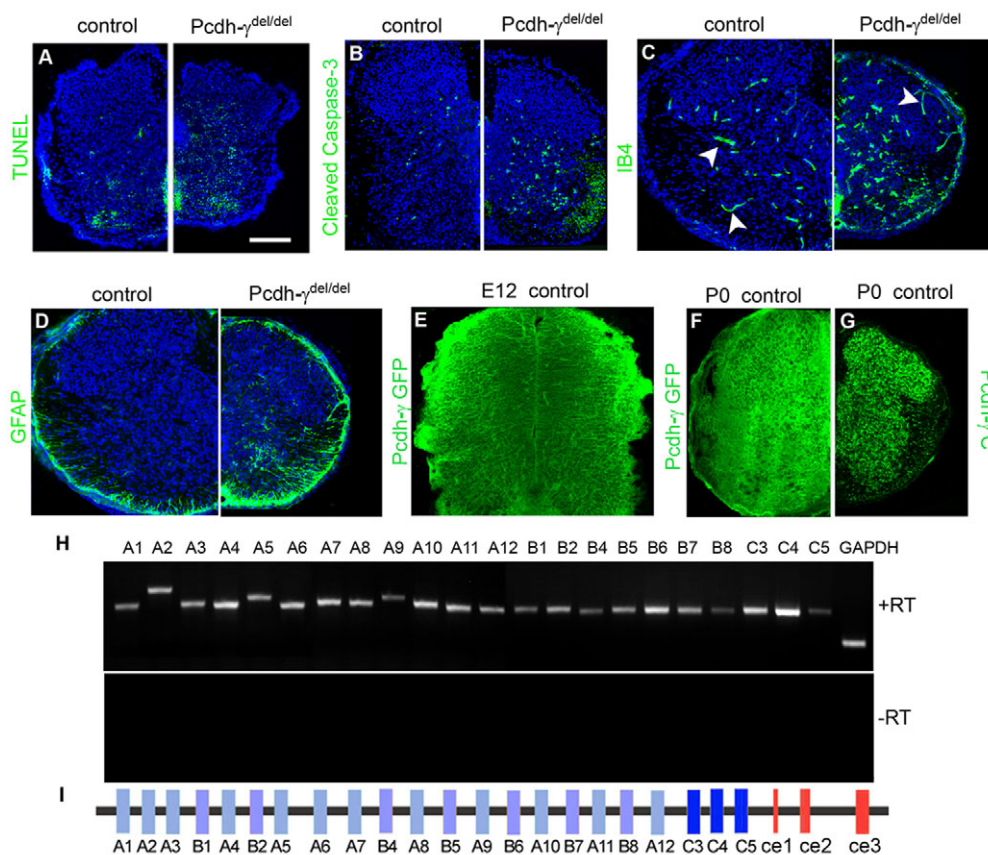 control Pcdh-γdel/del control Pcdh-γdel/del control Pcdh-γdel/del
A B C
TUNEL
Cleaved Caspase-3
IB4
control Pcdh-γdel/del E12 control P0 control P0 control
D E F G
GFAP
Pcdh-γ GFP
Pcdh-γ GFP
H A1 A2 A3 A4 A5 A6 A7 A8 A9 A10 A11 A12 B1 B2 B4 B5 B6 B7 B8 C3 C4 C5 GAPDH
+RT
-RT
I
A1 A2 A3 B1 A4 B2 A5 A6 A7 B4 A8 B5 A9 B6 A10 B7 A11 B8 A12 C3 C4 C5 ce1 ce2 ce3